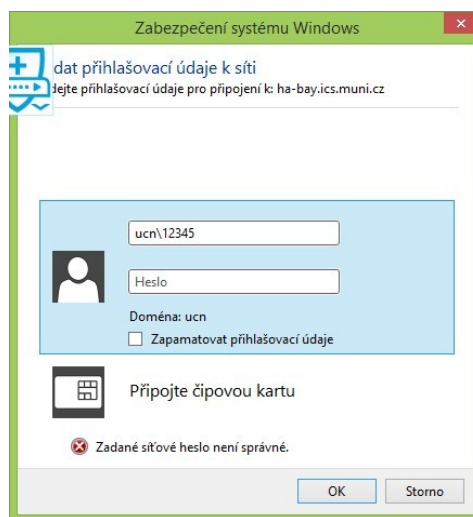 Zabezpečení systému Windows
dat přihlašovací údaje k síti
dejte přihlašovací údaje pro připojení k: ha-bay.ics.muni.cz
ucn\12345
Heslo
Doména: ucn
Zapamatovat přihlašovací údaje
Připojte čipovou kartu
Zadané síťové heslo není správné.
OK
Storno